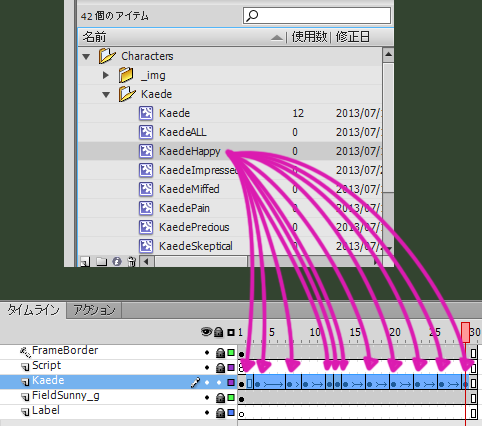 42 個のアイテム
名前 使用数 修正日
Characters
_img
Kaede
Kaede 12 2013/07/
KaedeALL 0 2013/07/
KaedeHappy 0 2013/07/
KaedeImpressed 0 2013/07/
KaedeMiffed 0 2013/07/
KaedePain 0 2013/07/
KaedePrecious 0 2013/07/
KaedeSkeptical 0 2013/07/
タイムライン アクション
1 5 10 15 20 25 30
FrameBorder
Script
Kaede
FieldSunny_g
Label